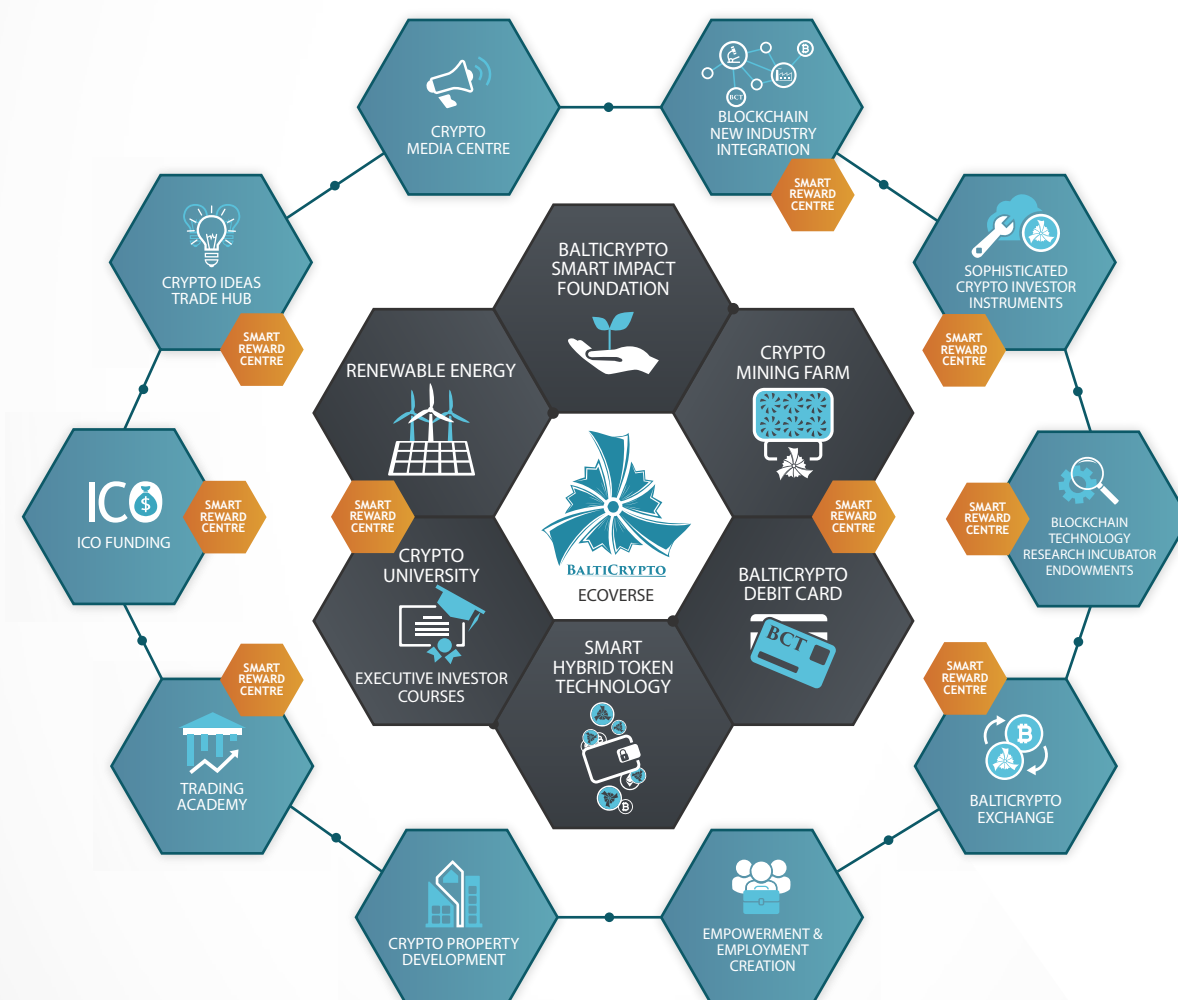 CRYPTO
MEDIA CENTRE
BCT
BLOCKCHAIN
NEW INDUSTRY
INTEGRATION
SMART
REWARD
CENTRE
CRYPTO IDEAS
TRADE HUB
SMART
REWARD
CENTRE
BALTICRYPTO
SMART IMPACT
FOUNDATION
SOPHISTICATED
CRYPTO INVESTOR
INSTRUMENTS
SMART
REWARD
CENTRE
RENEWABLE ENERGY
CRYPTO
MINING FARM
ICO
$
ICO FUNDING
SMART
REWARD
CENTRE
SMART
REWARD
CENTRE
BALTICRYPTO
ECOVERSE
SMART
REWARD
CENTRE
SMART
REWARD
CENTRE
BLOCKCHAIN
TECHNOLOGY
RESEARCH INCUBATOR
ENDOWMENTS
CRYPTO
UNIVERSITY
EXECUTIVE INVESTOR
COURSES
BALTICRYPTO
DEBIT CARD
BCT
SMART
HYBRID TOKEN
TECHNOLOGY
SMART
REWARD
CENTRE
TRADING
ACADEMY
SMART
REWARD
CENTRE
BALTICRYPTO
EXCHANGE
CRYPTO PROPERTY
DEVELOPMENT
EMPOWERMENT &
EMPLOYMENT
CREATION